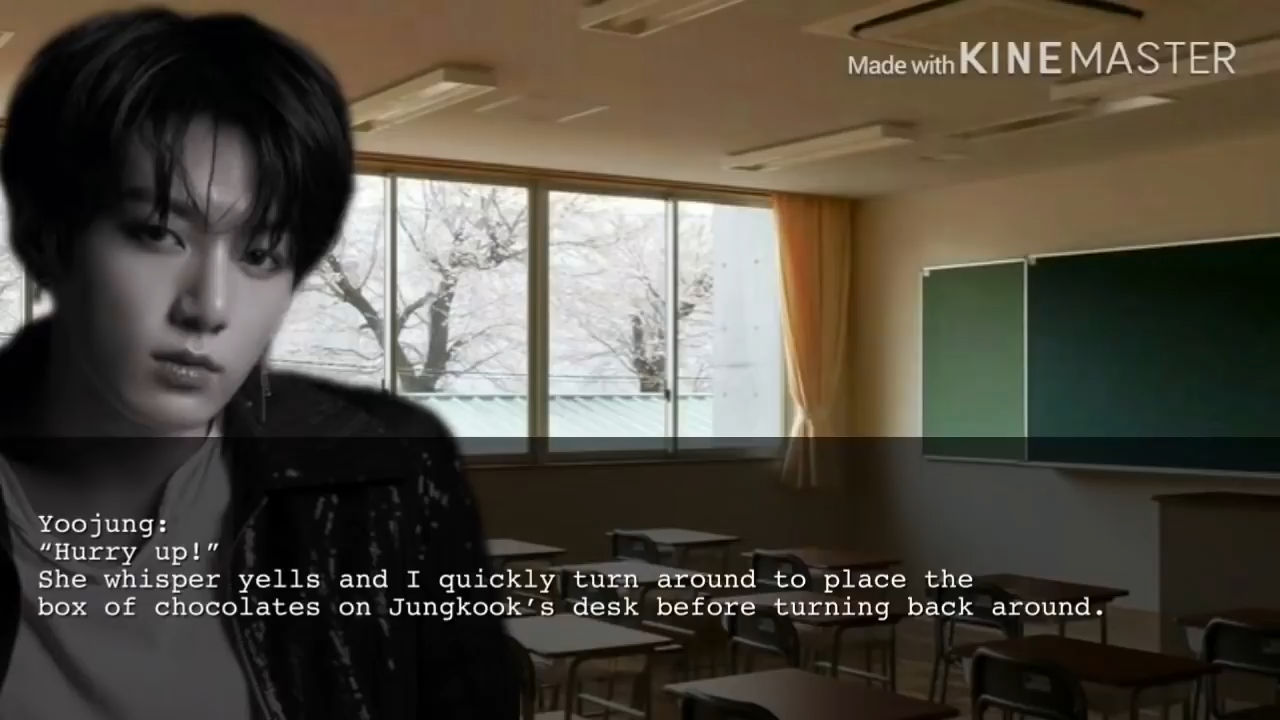 Made with KINEMASTER
Yoojung:
“Hurry up!”
She whisper yells and I quickly turn around to place the
box of chocolates on Jungkook’s desk before turning back around.